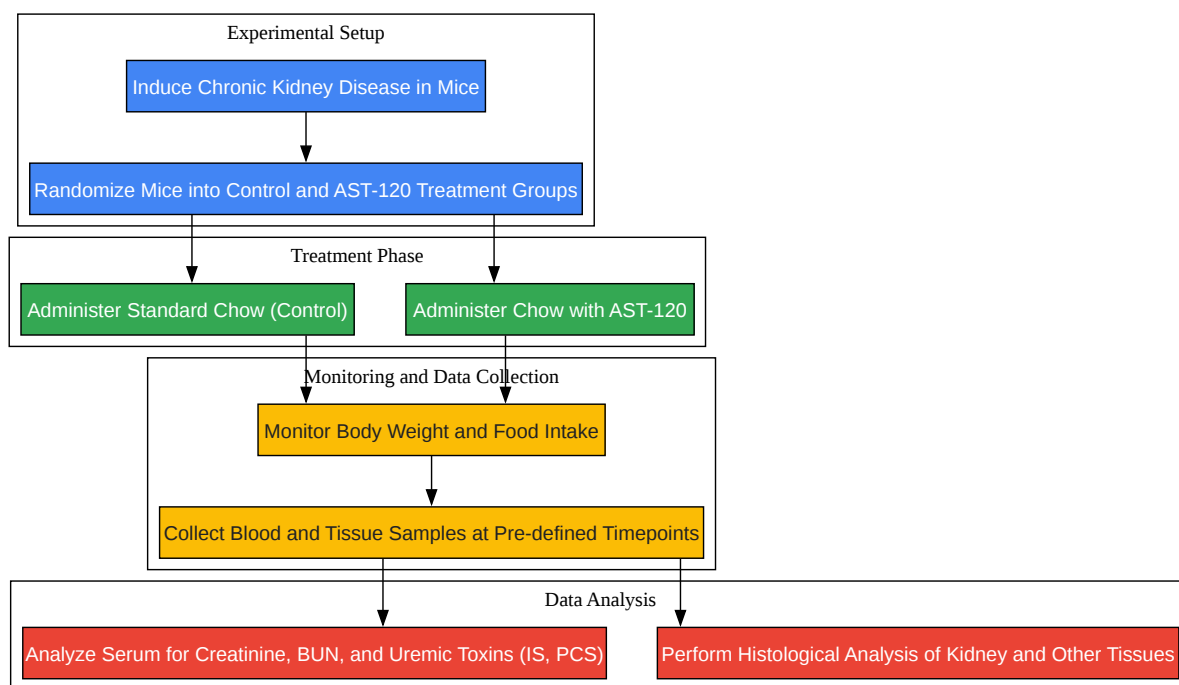 Experimental Setup
Induce Chronic Kidney Disease in Mice
Randomize Mice into Control and AST-120 Treatment Groups
Treatment Phase
Administer Standard Chow (Control)
Administer Chow with AST-120
Monitoring and Data Collection
Monitor Body Weight and Food Intake
Collect Blood and Tissue Samples at Pre-defined Timepoints
Data Analysis
Analyze Serum for Creatinine, BUN, and Uremic Toxins (IS, PCS)
Perform Histological Analysis of Kidney and Other Tissues